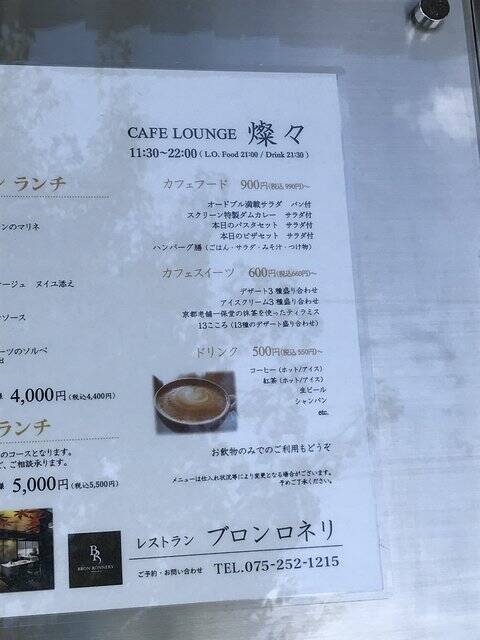 CAFE LOUNGE 燦々
11:30~22:00 ( L.O. Food 21:00 / Drink 21:30 )
ン ランチ
ンのマリネ
ージュ ヌイユ添え
ソース
ーツのソルベ
4,000円(税込4,400円)
ランチ
のコースとなります。
ど、ご相談承ります。
5,000円(税込5,500円)
カフェフード 900円(税込 990円)~
オードブル満載サラダ パン付
スクリーン特製ダムカレー サラダ付
本日のパスタセット サラダ付
本日のピザセット サラダ付
ハンバーグ膳(ごはん・サラダ・みそ汁・つけ物)
カフェスイーツ 600円(税込660円)~
デザート3種盛り合わせ
アイスクリーム3種盛り合わせ
京都老舗一保堂の抹茶を使ったティラミス
13こころ(13種のデザート盛り合わせ)
ドリンク 500円(税込 550円)~
コーヒー(ホット/アイス)
紅茶(ホット/アイス)
生ビール
シャンパン
etc.
お飲物のみでのご利用もどうぞ
メニューは仕入れ状況等により変更となる場合がございます。
予めご了承ください。
BR
BRON RONNERY
レストラン ブロン ロネリ
ご予約・お問い合わせ TEL.075-252-1215